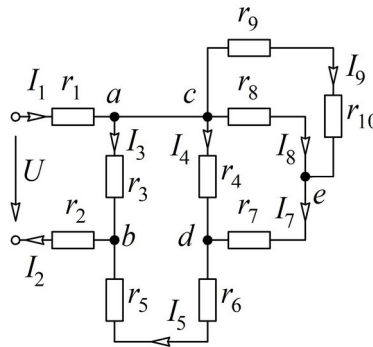 r9
I1 r1 a c r8 I9
r10
I3 I4 I8
U r3 r4 e
r2 r7 I7
b d
I2
r5 I5 r6